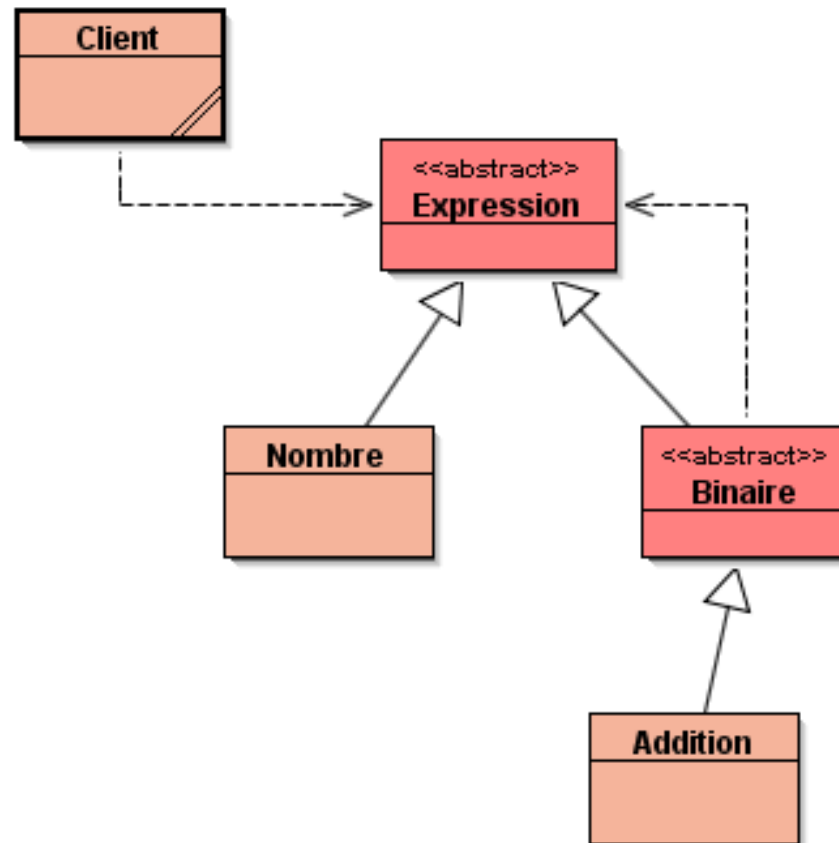 Client
<<abstract>>
Expression
Nombre
<<abstract>>
Binaire
Addition